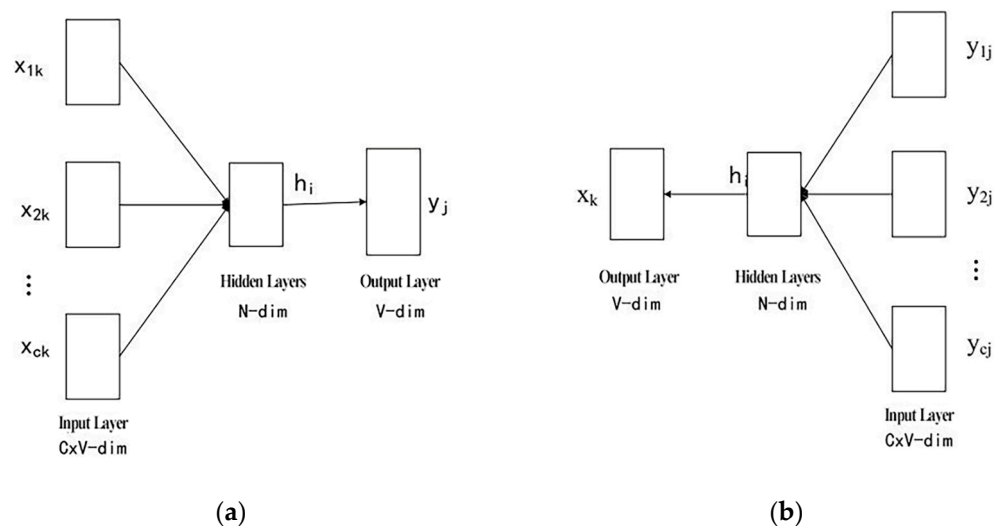 x1k
x2k
⋮
xck
Input Layer
CxV-dim
hi
Hidden Layers
N-dim
yj
Output Layer
V-dim
(a)
xk
Output Layer
V-dim
hi
Hidden Layers
N-dim
y1j
y2j
⋮
ycj
Input Layer
CxV-dim
(b)